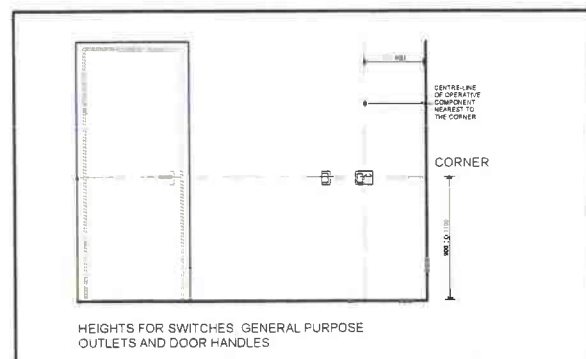 CENTRE-LINE
OF OPERATIVE
COMPONENT
NEAREST TO
THE CORNER
CORNER
HEIGHTS FOR SWITCHES GENERAL PURPOSE
OUTLETS AND DOOR HANDLES